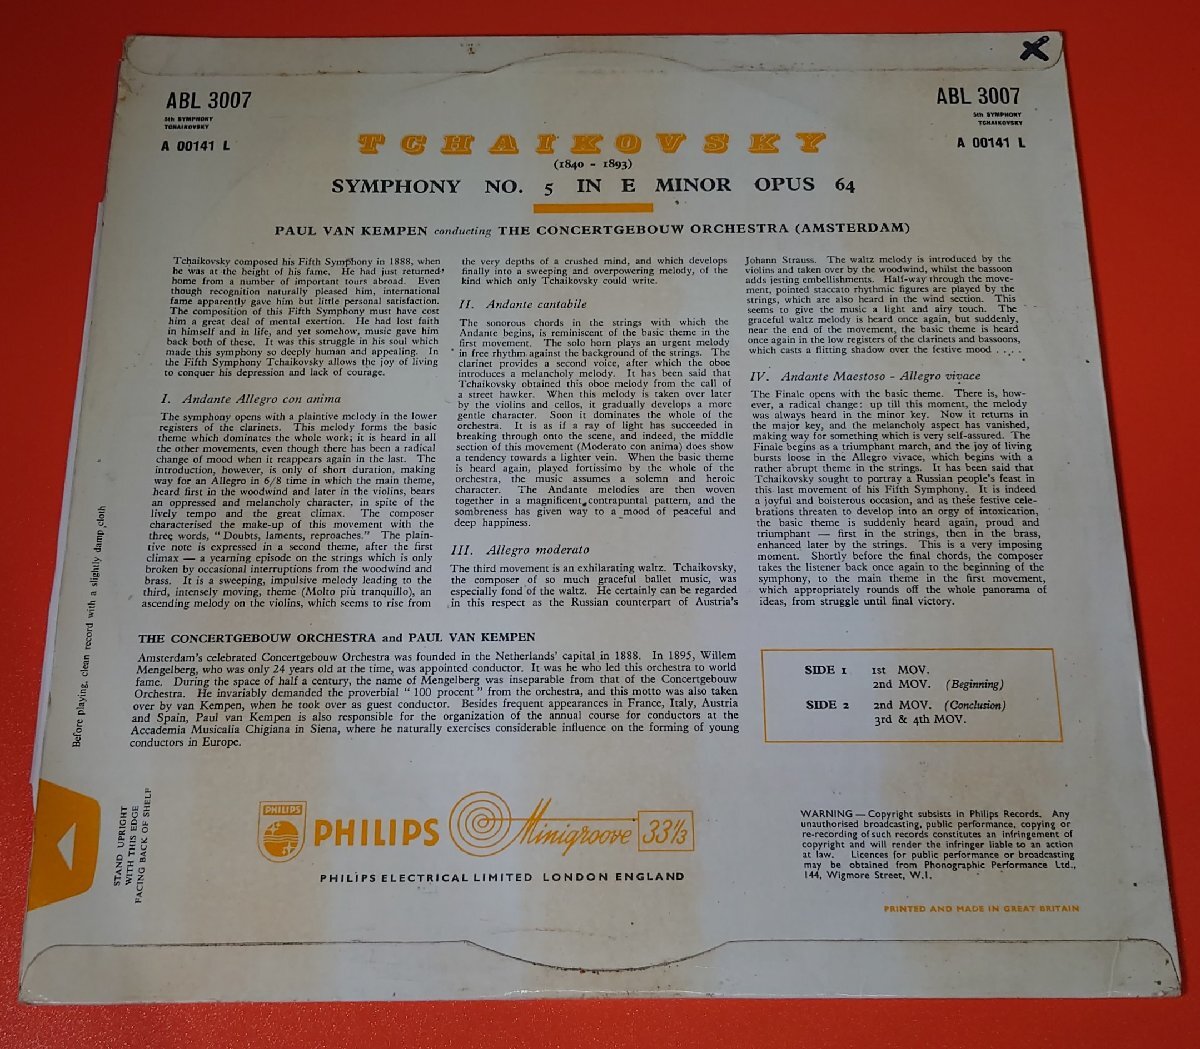 ABL 3007
5th SYMPHONY
TCHAIKOVSKY
A 00141 L
ABL 3007
5th SYMPHONY
TCHAIKOVSKY
A 00141 L
TCHAIKOVSKY
(1840 - 1893)
SYMPHONY NO. 5 IN E MINOR OPUS 64
PAUL VAN KEMPEN conducting THE CONCERTGEBOUW ORCHESTRA (AMSTERDAM)
Tchaikovsky composed his Fifth Symphony in 1888, when
he was at the height of his fame. He had just returned
home from a number of important tours abroad. Even
though recognition naturally pleased him, international
fame apparently gave him but little personal satisfaction.
The composition of this Fifth Symphony must have cost
him a great deal of mental exertion. He had lost faith
in himself and in life, and yet somehow, music gave him
back both of these. It was this struggle in his soul which
made this symphony so deeply human and appealing. In
the Fifth Symphony Tchaikovsky allows the joy of living
to conquer his depression and lack of courage.
I. Andante Allegro con anima
The symphony opens with a plaintive melody in the lower
registers of the clarinets. This melody forms the basic
theme which dominates the whole work; it is heard in all
the other movements, even though there has been a radical
change of mood when it reappears again in the last. The
introduction, however, is only of short duration, making
way for an Allegro in 6/8 time in which the main theme,
heard first in the woodwind and later in the violins, bears
an oppressed and melancholy character, in spite of the
lively tempo and the great climax. The composer
characterised the make-up of this movement with the
three words, "Doubts, laments, reproaches." The plain-
tive note is expressed in a second theme, after the first
climax — a yearning episode on the strings which is only
broken by occasional interruptions from the woodwind and
brass. It is a sweeping, impulsive melody leading to the
third, intensely moving, theme (Molto più tranquillo), an
ascending melody on the violins, which seems to rise from
the very depths of a crushed mind, and which develops
finally into a sweeping and overpowering melody, of the
kind which only Tchaikovsky could write.
II. Andante cantabile
The sonorous chords in the strings with which the
Andante begins, is reminiscent of the basic theme in the
first movement. The solo horn plays an urgent melody
in free rhythm against the background of the strings. The
clarinet provides a second voice, after which the oboe
introduces a melancholy melody. It has been said that
Tchaikovsky obtained this oboe melody from the call of
a street hawker. When this melody is taken over later
by the violins and cellos, it gradually develops a more
gentle character. Soon it dominates the whole of the
orchestra. It is as if a ray of light has succeeded in
breaking through onto the scene, and indeed, the middle
section of this movement (Moderato con anima) does show
a tendency towards a lighter vein. When the basic theme
is heard again, played fortissimo by the whole of the
orchestra, the music assumes a solemn and heroic
character. The Andante melodies are then woven
together in a magnificent contrapuntal pattern, and the
sombreness has given way to a mood of peaceful and
deep happiness.
III. Allegro moderato
The third movement is an exhilarating waltz. Tchaikovsky,
the composer of so much graceful ballet music, was
especially fond of the waltz. He certainly can be regarded
in this respect as the Russian counterpart of Austria's
Johann Strauss. The waltz melody is introduced by the
violins and taken over by the woodwind, whilst the bassoon
adds jesting embellishments. Half-way through the move-
ment, pointed staccato rhythmic figures are played by the
strings, which are also heard in the wind section. This
seems to give the music a light and airy touch. The
graceful waltz melody is heard once again, but suddenly,
near the end of the movement, the basic theme is heard
once again in the low registers of the clarinets and bassoons,
which casts a flitting shadow over the festive mood . . . .
IV. Andante Maestoso - Allegro vivace
The Finale opens with the basic theme. There is, how-
ever, a radical change: up till this moment, the melody
was always heard in the minor key. Now it returns in
the major key, and the melancholy aspect has vanished,
making way for something which is very self-assured. The
Finale begins as a triumphant march, and the joy of living
bursts loose in the Allegro vivace, which begins with a
rather abrupt theme in the strings. It has been said that
Tchaikovsky sought to portray a Russian people's feast in
this last movement of his Fifth Symphony. It is indeed
a joyful and boisterous occasion, and as these festive cele-
brations threaten to develop into an orgy of intoxication,
the basic theme is suddenly heard again, proud and
triumphant — first in the strings, then in the brass,
enhanced later by the strings. This is a very imposing
moment. Shortly before the final chords, the composer
takes the listener back once again to the beginning of the
symphony, to the main theme in the first movement,
which appropriately rounds off the whole panorama of
ideas, from struggle until final victory.
THE CONCERTGEBOUW ORCHESTRA and PAUL VAN KEMPEN
Amsterdam's celebrated Concertgebouw Orchestra was founded in the Netherlands' capital in 1888. In 1895, Willem
Mengelberg, who was only 24 years old at the time, was appointed conductor. It was he who led this orchestra to world
fame. During the space of half a century, the name of Mengelberg was inseparable from that of the Concertgebouw
Orchestra. He invariably demanded the proverbial "100 procent" from the orchestra, and this motto was also taken
over by van Kempen, when he took over as guest conductor. Besides frequent appearances in France, Italy, Austria
and Spain, Paul van Kempen is also responsible for the organization of the annual course for conductors at the
Accademia Musicalia Chigiana in Siena, where he naturally exercises considerable influence on the forming of young
conductors in Europe.
SIDE 1 1st MOV.
2nd MOV. (Beginning)
SIDE 2 2nd MOV. (Conclusion)
3rd & 4th MOV.
Before playing, clean record with a slightly damp cloth
STAND UPRIGHT
WITH THIS EDGE
FACING BACK OF SHELF
PHILIPS
PHILIPS Minigroove 33⅓
PHILIPS ELECTRICAL LIMITED LONDON ENGLAND
WARNING — Copyright subsists in Philips Records. Any
unauthorised broadcasting, public performance, copying or
re-recording of such records constitutes an infringement of
copyright and will render the infringer liable to an action
at law. Licences for public performance or broadcasting
may be obtained from Phonographic Performance Ltd.,
144, Wigmore Street, W.1.
PRINTED AND MADE IN GREAT BRITAIN